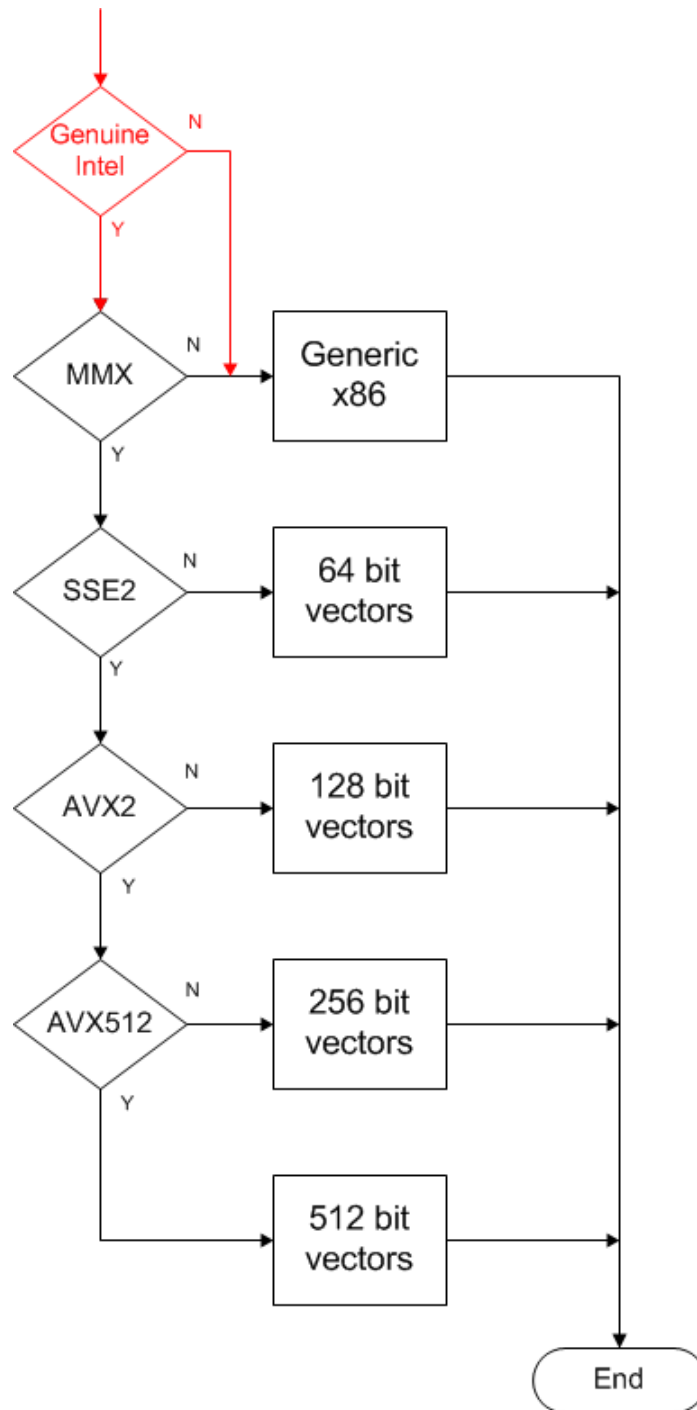 Genuine
Intel
N
Y
MMX
N
Y
Generic
x86
SSE2
N
Y
64 bit
vectors
AVX2
N
Y
128 bit
vectors
AVX512
N
Y
256 bit
vectors
512 bit
vectors
End